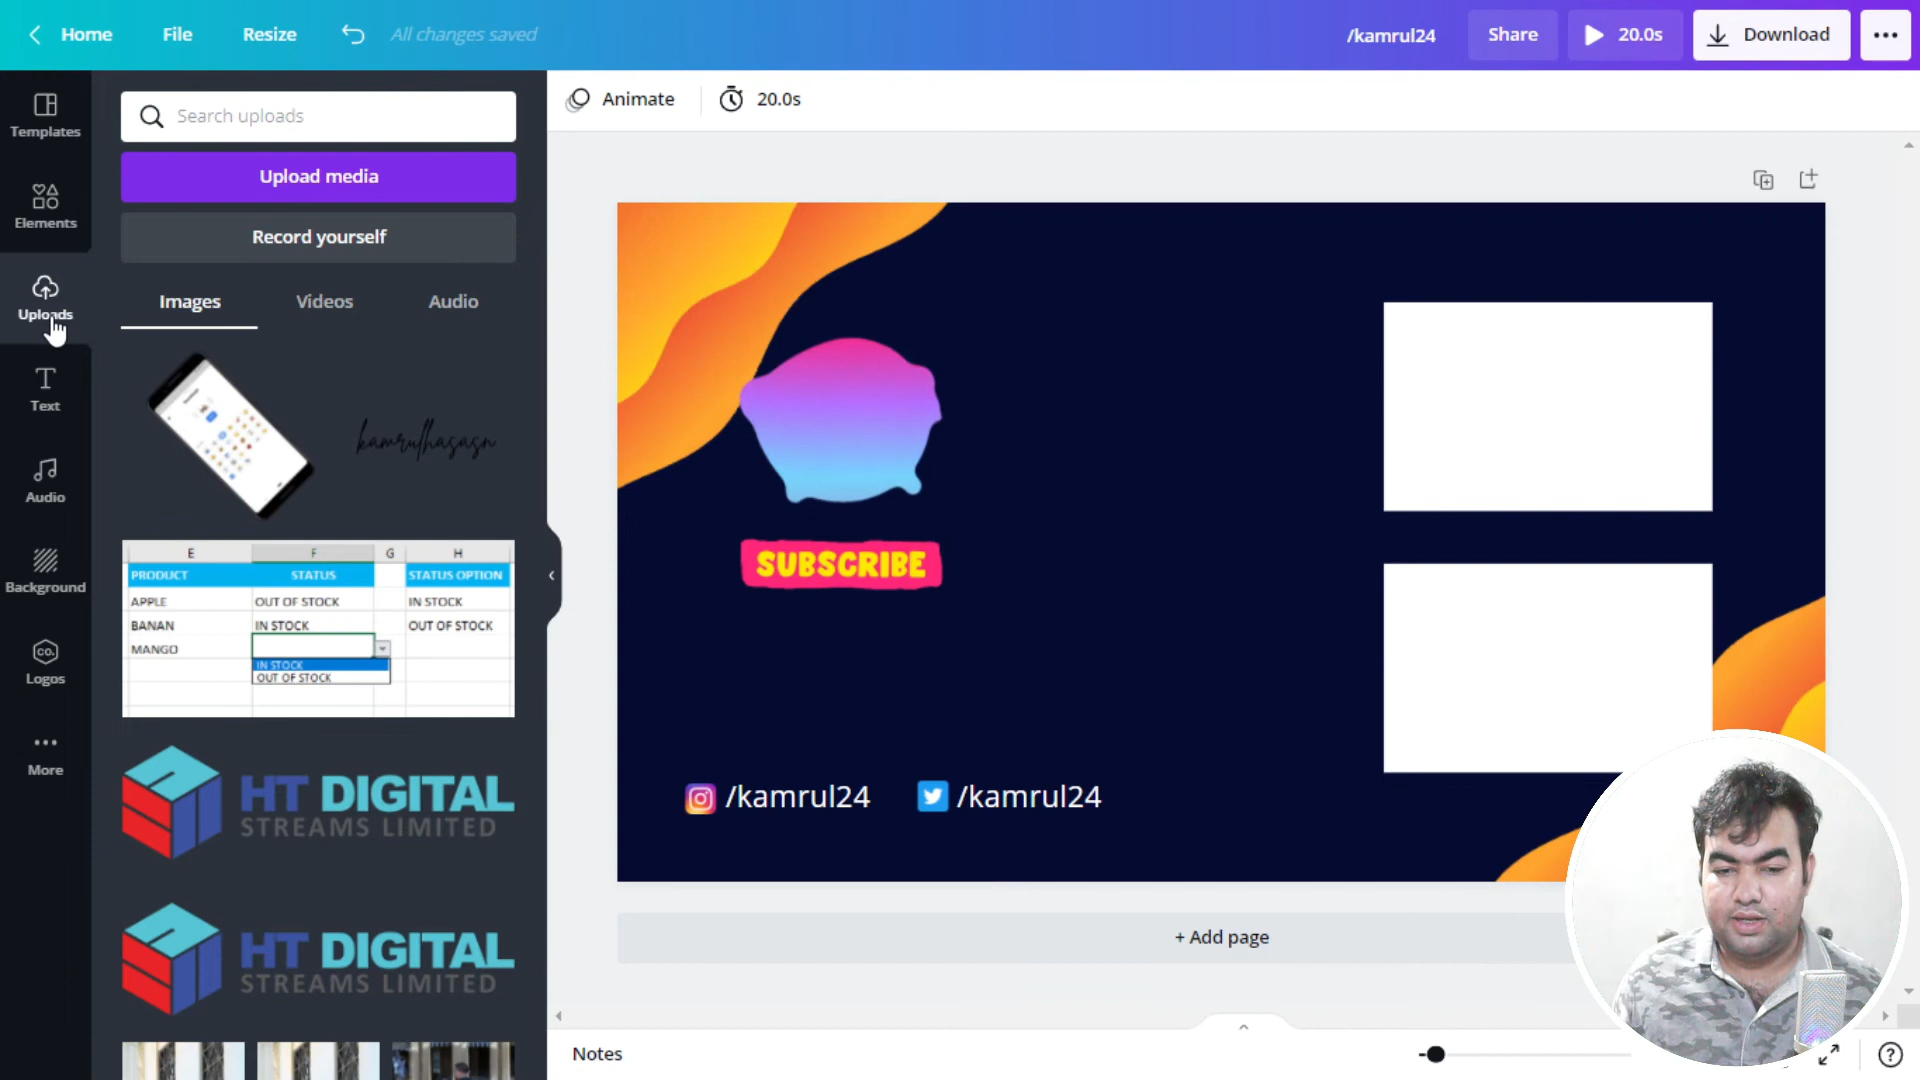 Home
File
Resize
All changes saved
/kamrul24
Share
20.0s
Download
Templates
Elements
Uploads
Text
Audio
Background
CO.
Logos
More
Search uploads
Upload media
Record yourself
Images
Videos
Audio
kamrulhasasn
E F G H
PRODUCT STATUS STATUS OPTION
APPLE OUT OF STOCK IN STOCK
BANAN IN STOCK OUT OF STOCK
MANGO
IN STOCK
OUT OF STOCK
HT DIGITAL
STREAMS LIMITED
HT DIGITAL
STREAMS LIMITED
Animate
20.0s
SUBSCRIBE
/kamrul24
/kamrul24
+ Add page
Notes